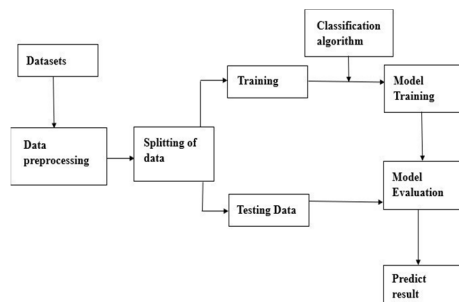 Classification
algorithm
Datasets
Training
Model
Training
Data
preprocessing
Splitting of
data
Model
Evaluation
Testing Data
Predict
result